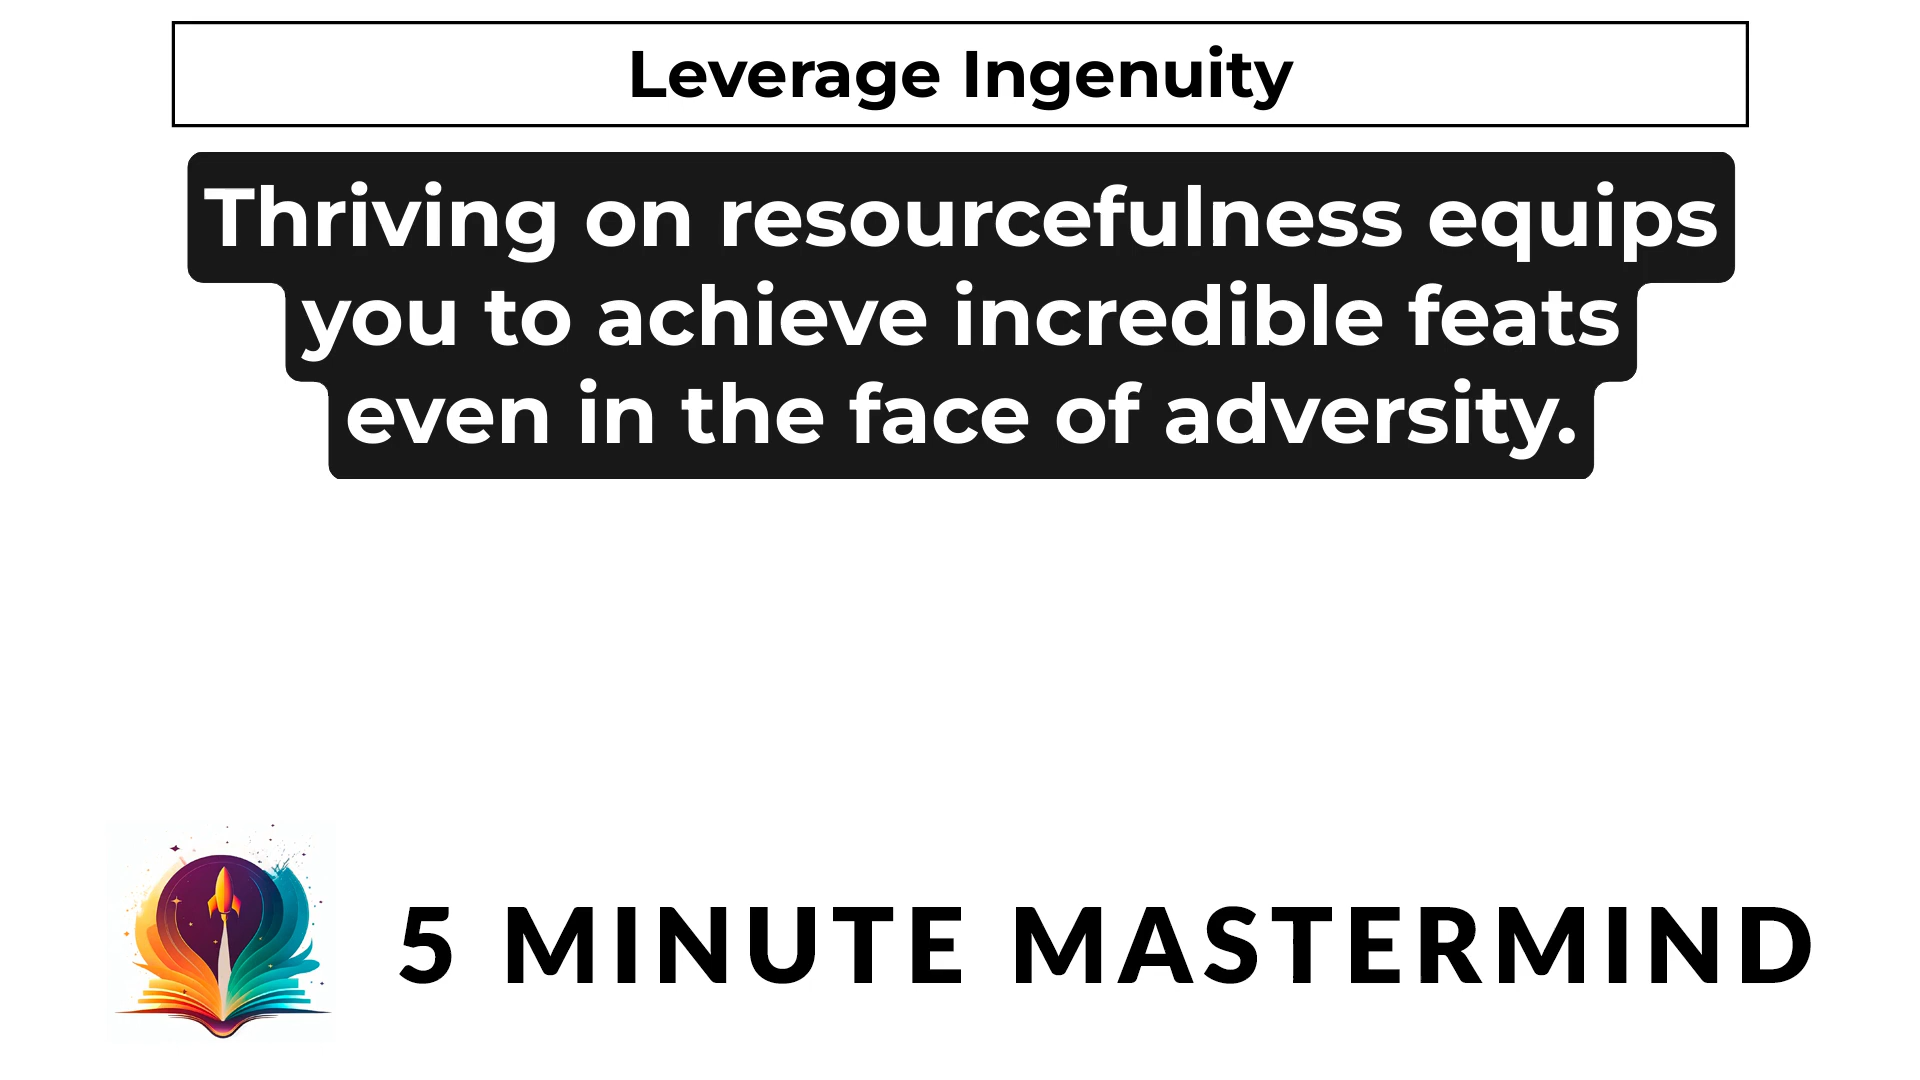 Leverage Ingenuity
Thriving on resourcefulness equips
you to achieve incredible feats
even in the face of adversity.
5 MINUTE MASTERMIND